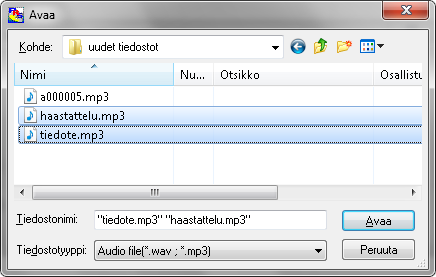 Avaa
Kohde: uudet tiedostot
Nimi Nu... Otsikko Osallistu
a000005.mp3
haastattelu.mp3
tiedote.mp3
Tiedostonimi: "tiedote.mp3" "haastattelu.mp3" Avaa
Tiedostotyyppi: Audio file(*.wav ; *.mp3) Peruuta